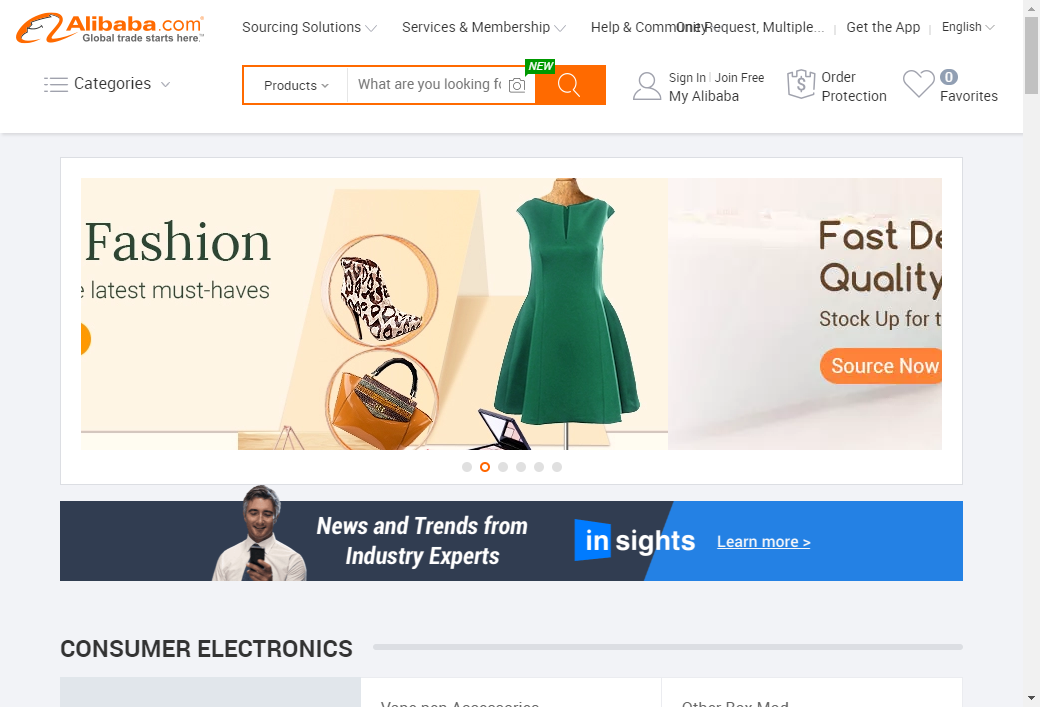 Alibaba.com
Global trade starts here.™
Sourcing Solutions
Services & Membership
Help & Community
One Request, Multiple...
Get the App
English
Categories
Products
What are you looking fo
NEW
Sign In
Join Free
My Alibaba
Order
Protection
0
Favorites
Fashion
e latest must-haves
Fast De
Quality
Stock Up for t
Source Now
News and Trends from
Industry Experts
in sights
Learn more >
CONSUMER ELECTRONICS
Vape pen Accessories
Other Box Mod